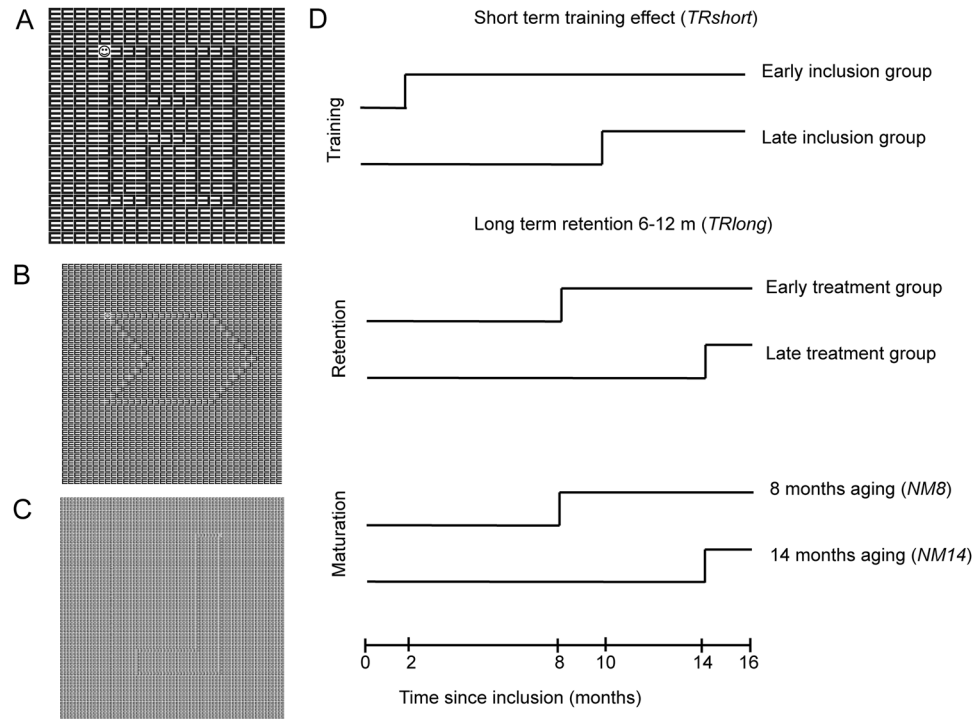 A
B
C
D
Short term training effect (TRshort)
Training
Early inclusion group
Late inclusion group
Long term retention 6-12 m (TRlong)
Retention
Early treatment group
Late treatment group
Maturation
8 months aging (NM8)
14 months aging (NM14)
0 2 8 10 14 16
Time since inclusion (months)